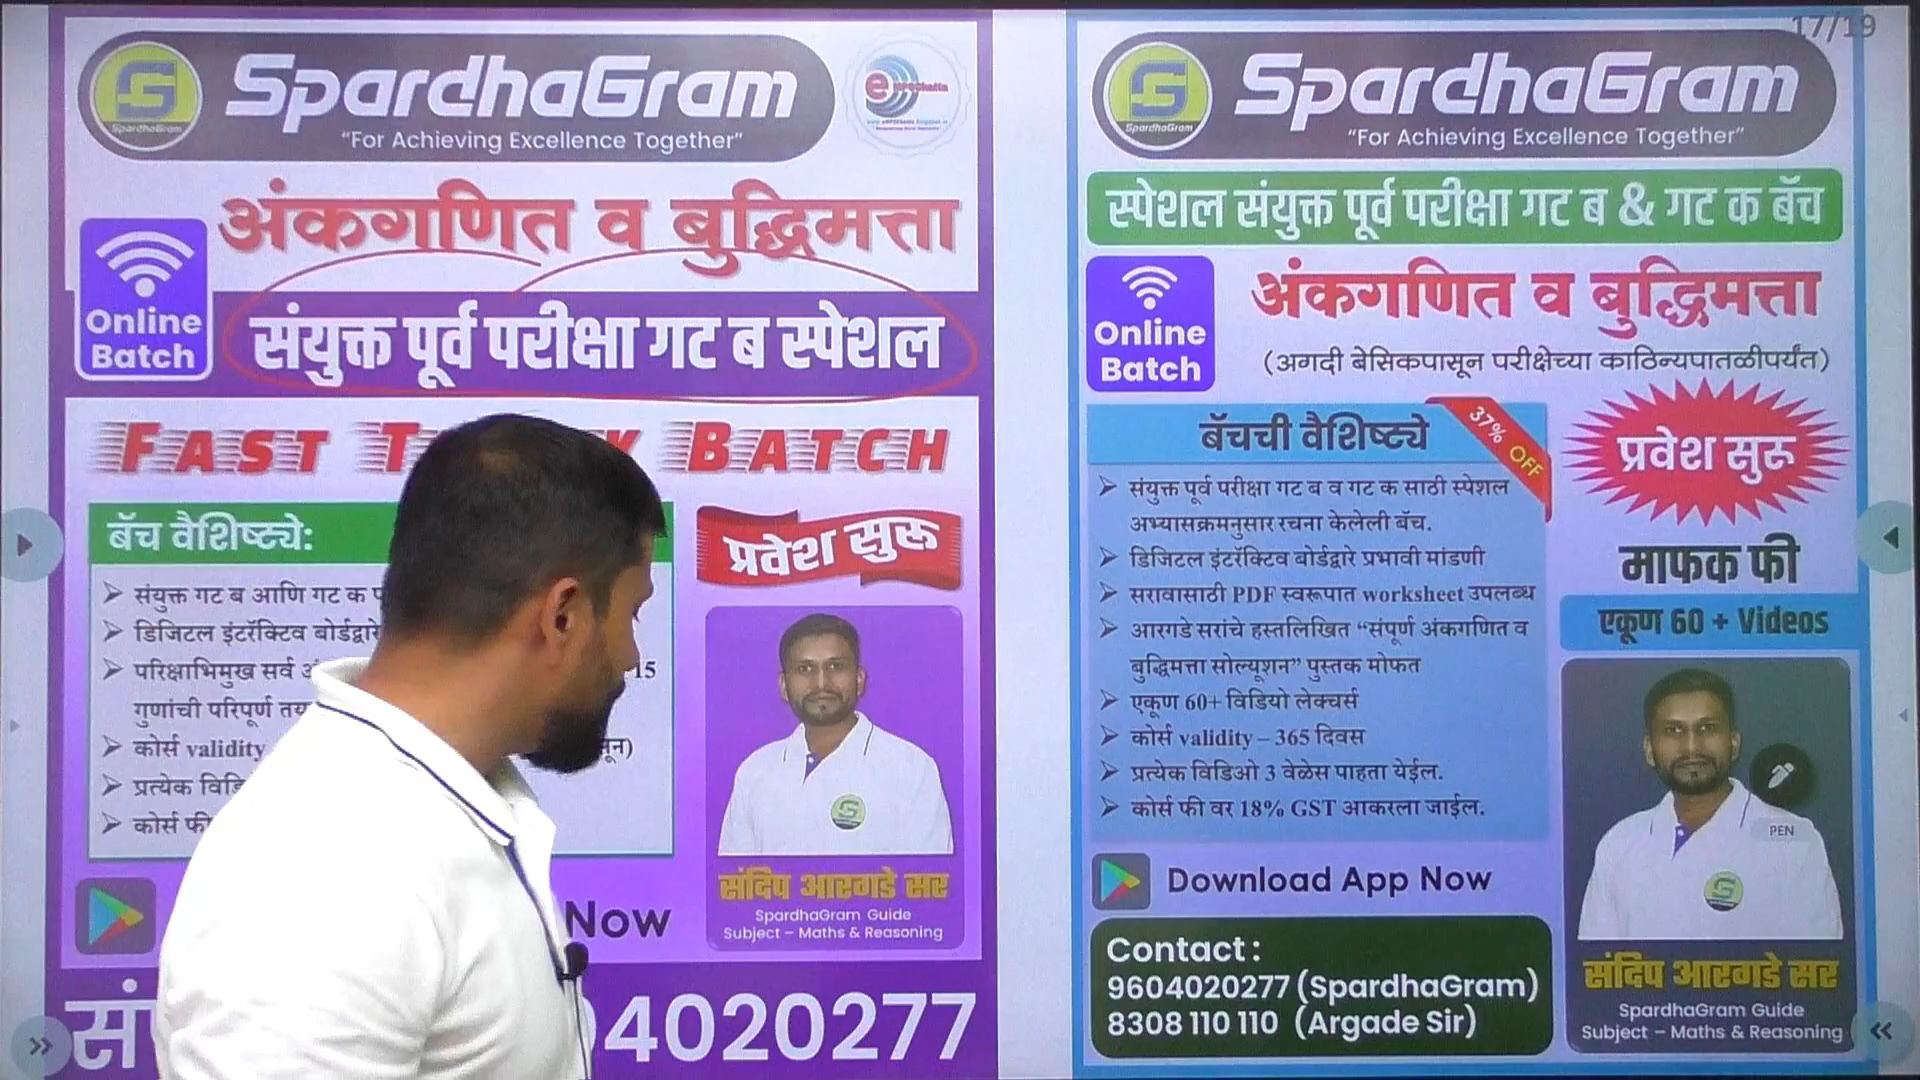 17/19
SpardhaGram
SpardhaGram
“For Achieving Excellence Together”
अंकगणित व बुद्धिमत्ता
Online
Batch
संयुक्त पूर्व परीक्षा गट ब स्पेशल
FAST
BATCH
बॅच वैशिष्ट्ये:
प्रवेश सुरू
संयुक्त गट ब आणि गट क
डिजिटल इंटरॅक्टिव बोर्डद्वारे
परिक्षाभिमुख सर्व
15
गुणांची परिपूर्ण
कोर्स validity
प्रत्येक
कोर्स फी
Now
संदिप आरगडे सर
SpardhaGram Guide
Subject – Maths & Reasoning
04020277
SpardhaGram
SpardhaGram
“For Achieving Excellence Together”
स्पेशल संयुक्त पूर्व परीक्षा गट ब & गट क बॅच
Online
Batch
अंकगणित व बुद्धिमत्ता
(अगदी बेसिकपासून परीक्षेच्या काठिन्यपातळीपर्यंत)
बॅचची वैशिष्ट्ये
37% OFF
प्रवेश सुरू
संयुक्त पूर्व परीक्षा गट ब व गट क साठी स्पेशल
अभ्यासक्रमनुसार रचना केलेली बॅच.
डिजिटल इंटरॅक्टिव बोर्डद्वारे प्रभावी मांडणी
सरावासाठी PDF स्वरूपात worksheet उपलब्ध
आरगडे सरांचे हस्तलिखित “संपूर्ण अंकगणित व
बुद्धिमत्ता सोल्यूशन” पुस्तक मोफत
एकूण 60+ विडियो लेक्चर्स
कोर्स validity – 365 दिवस
प्रत्येक विडिओ 3 वेळेस पाहता येईल.
कोर्स फी वर 18% GST आकारला जाईल.
माफक फी
एकूण 60 + Videos
PEN
Download App Now
Contact :
9604020277 (SpardhaGram)
8308 110 110 (Argade Sir)
संदिप आरगडे सर
SpardhaGram Guide
Subject – Maths & Reasoning